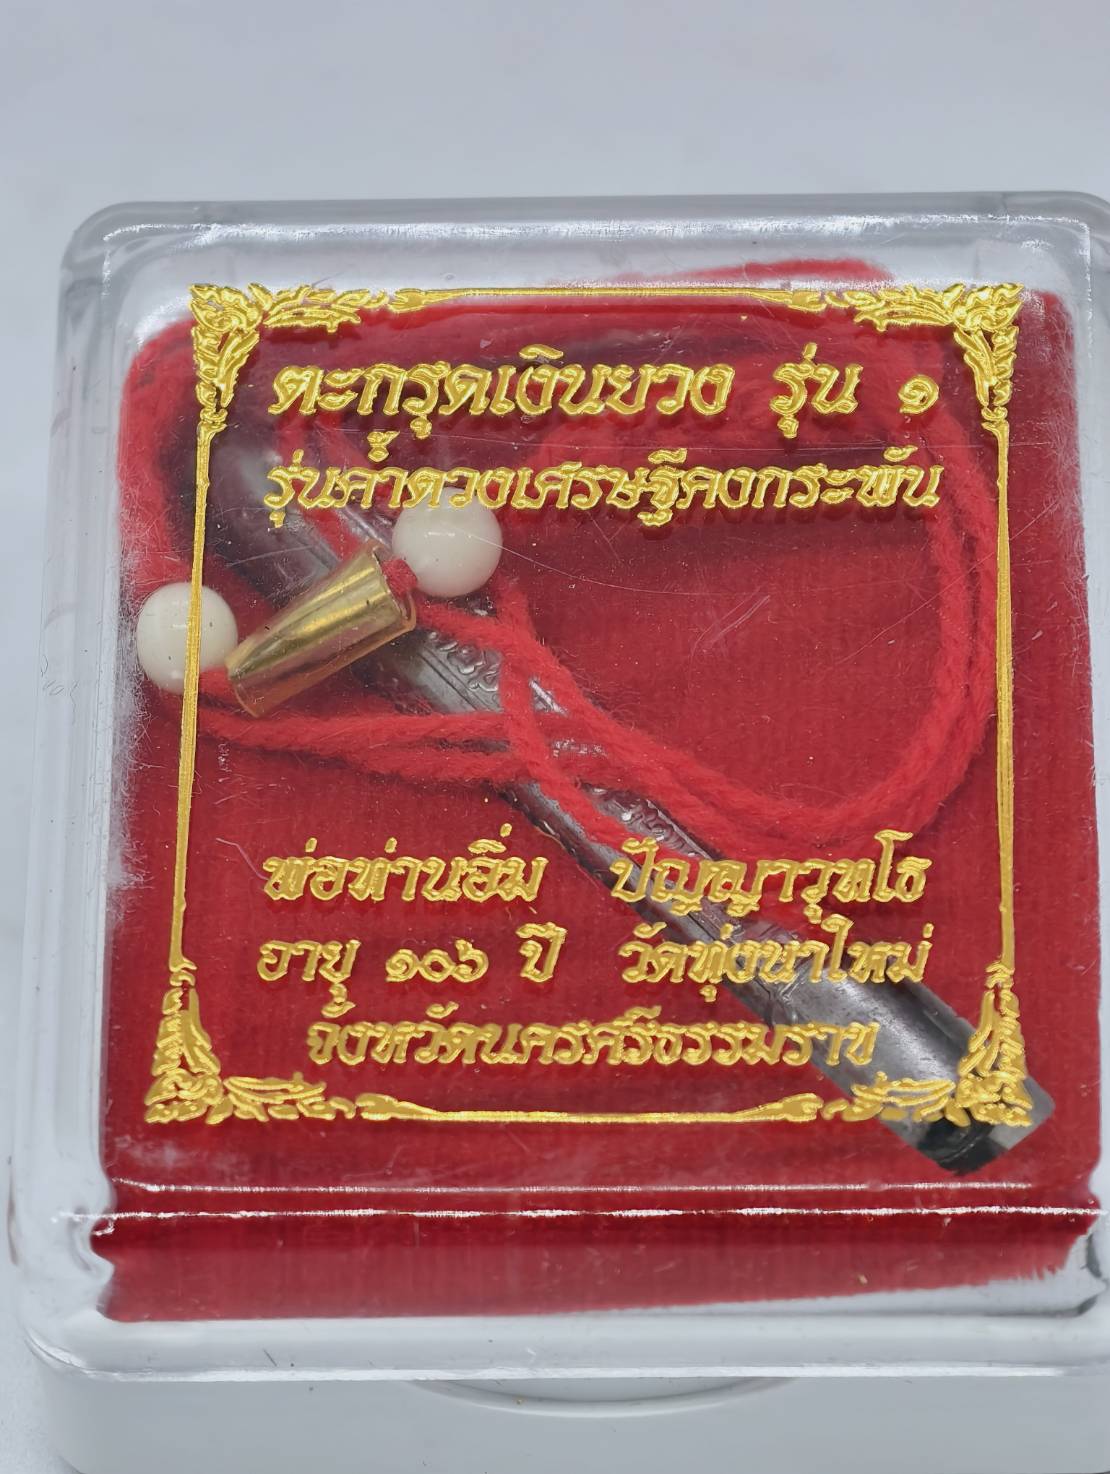 ตะกรุดเงินยวง รุ่น ๑
รุ่นค้ำดวงเศรษฐีคงกระพัน
พ่อท่านอิ่ม ปัญญาวุทโธ
อายุ ๑๐๖ ปี วัดทุ่งนาใหม่
จังหวัดนครศรีธรรมราช